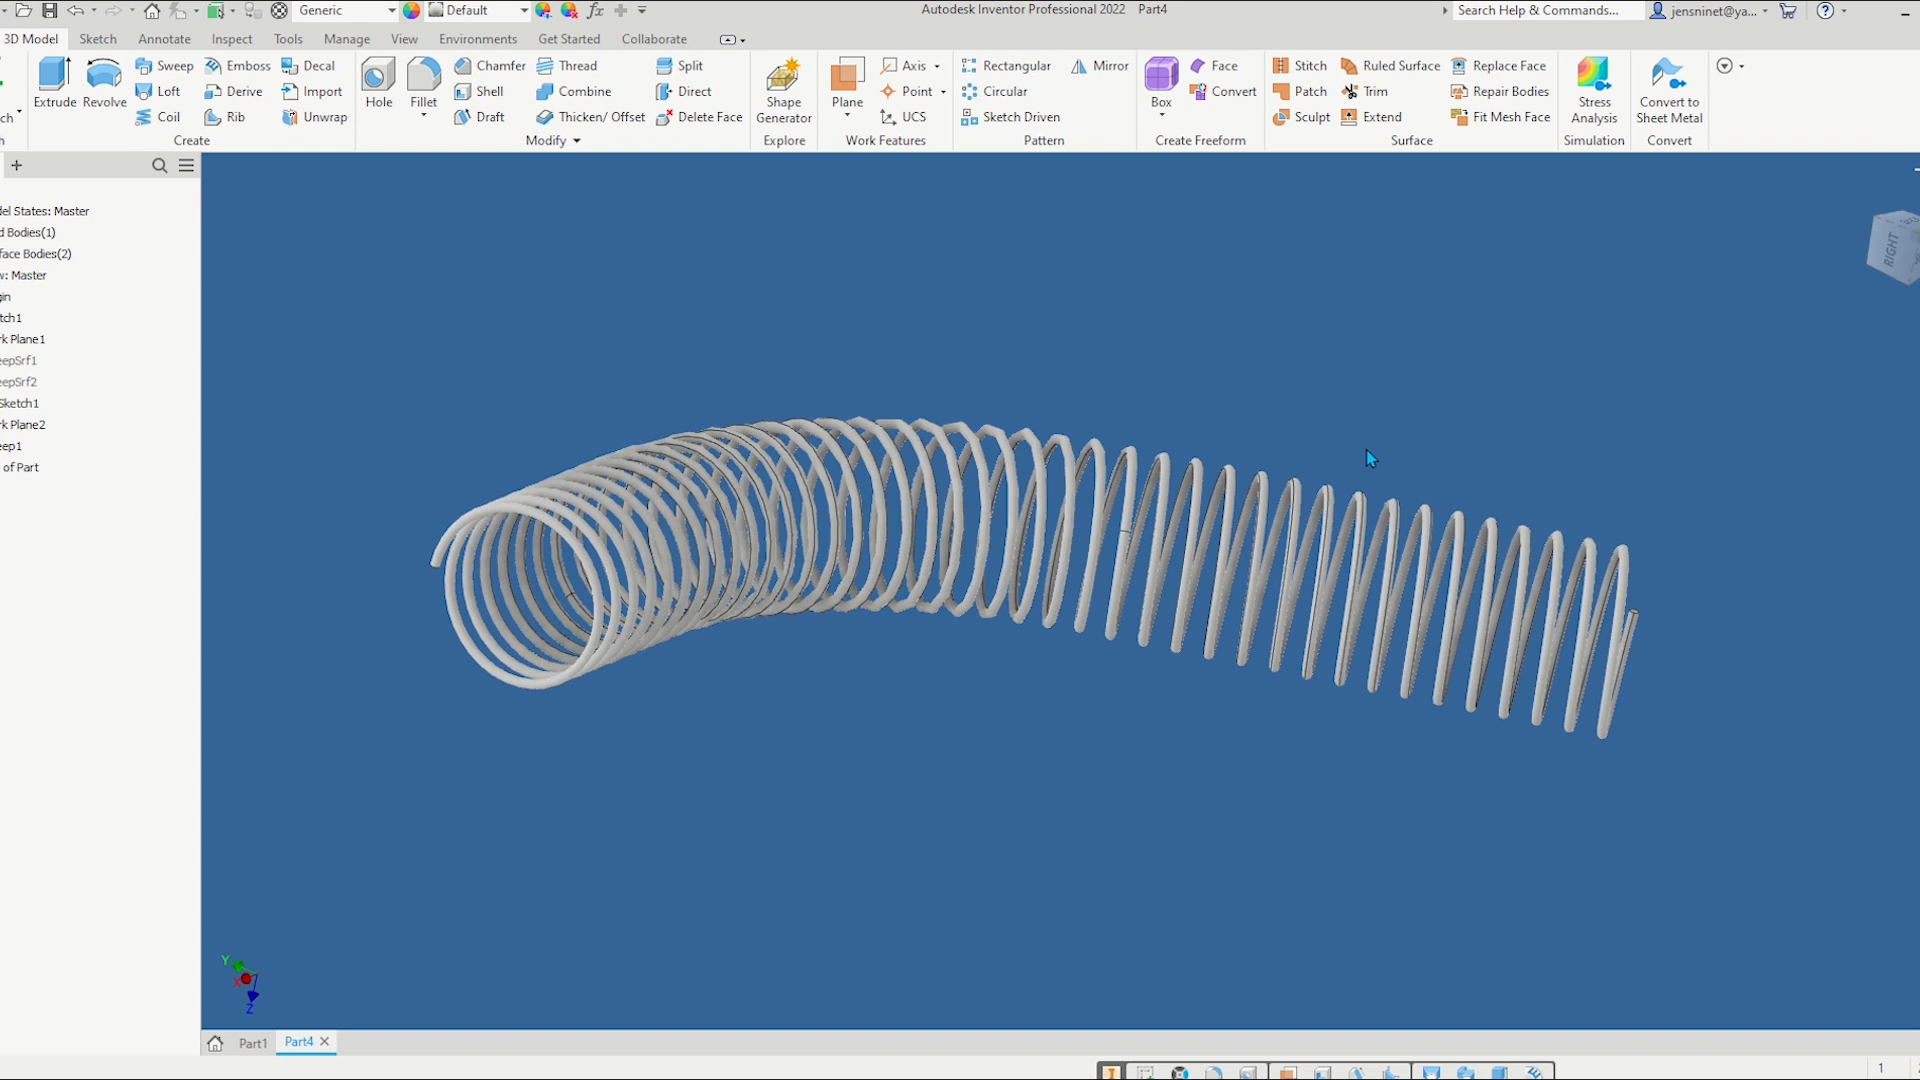 Generic
Default
fx
Autodesk Inventor Professional 2022 Part4
Search Help & Commands...
jensninet@ya...
3D Model Sketch Annotate Inspect Tools Manage View Environments Get Started Collaborate
Extrude Revolve Sweep Emboss Decal
Loft Derive Import
Coil Rib Unwrap
Create
Hole Fillet Chamfer Thread Split
Shell Combine Direct
Draft Thicken/ Offset Delete Face
Modify
Shape Generator
Explore
Plane Axis
Point
UCS
Work Features
Rectangular Mirror
Circular
Sketch Driven
Pattern
Box Face
Convert
Create Freeform
Stitch Ruled Surface Replace Face
Patch Trim Repair Bodies
Sculpt Extend Fit Mesh Face
Surface
Stress Analysis
Simulation
Convert to Sheet Metal
Convert
ch
+
del States: Master
d Bodies(1)
face Bodies(2)
w: Master
gin
tch1
rk Plane1
eepSrf1
eepSrf2
Sketch1
rk Plane2
eep1
of Part
RIGHT
Y
X
Z
Part1 Part4
1